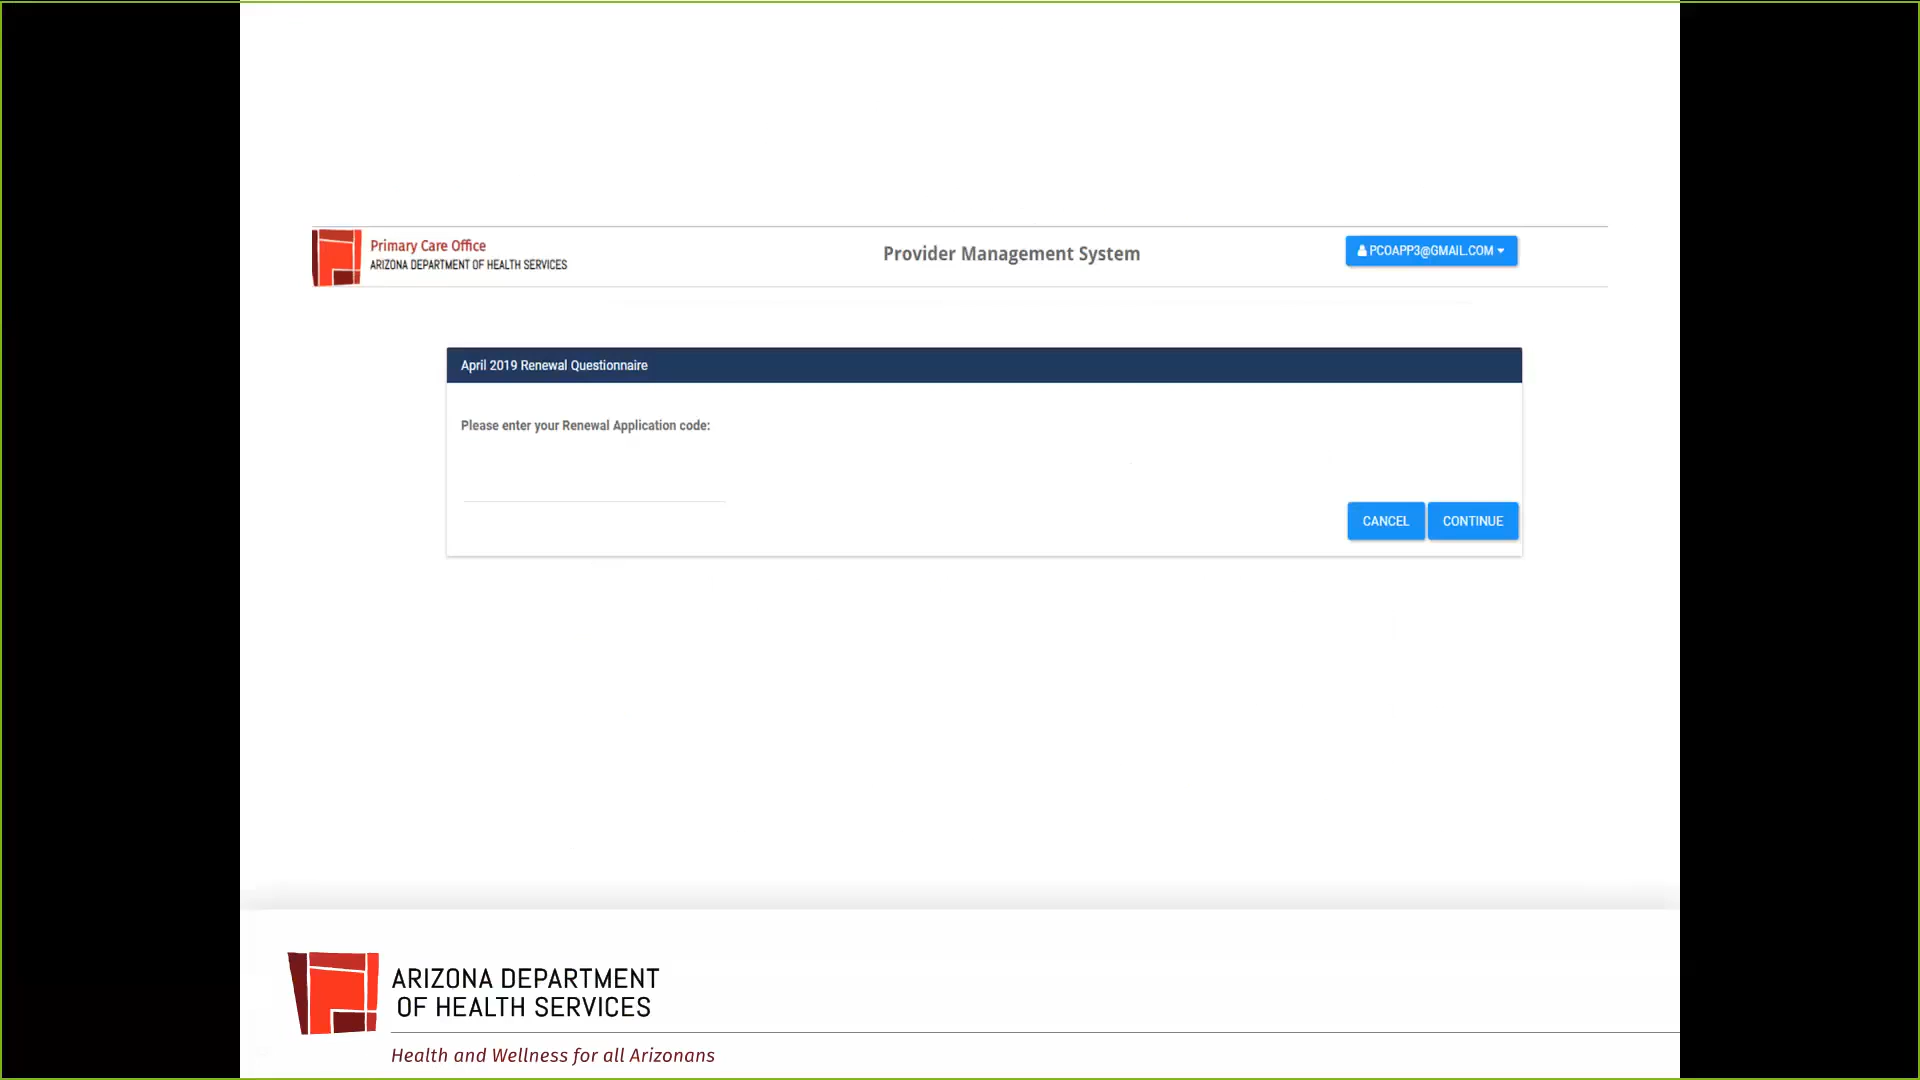 Primary Care Office
ARIZONA DEPARTMENT OF HEALTH SERVICES
Provider Management System
PCOAPP3@GMAIL.COM
April 2019 Renewal Questionnaire
Please enter your Renewal Application code:
CANCEL CONTINUE
ARIZONA DEPARTMENT
OF HEALTH SERVICES
Health and Wellness for all Arizonans